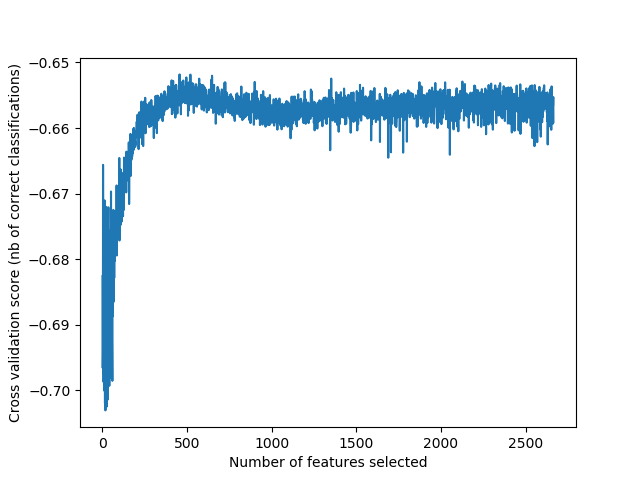 −0.65
−0.66
−0.67
−0.68
−0.69
−0.70
Cross validation score (nb of correct classifications)
0 500 1000 1500 2000 2500
Number of features selected